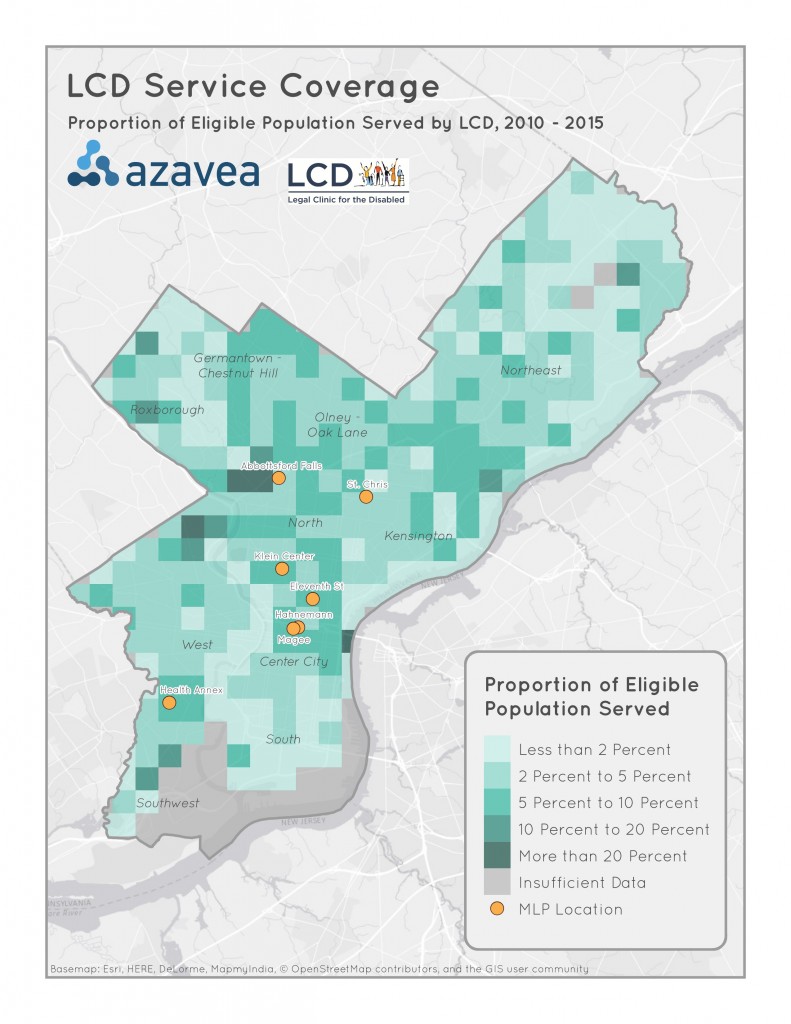 LCD Service Coverage
Proportion of Eligible Population Served by LCD, 2010 - 2015
azavea
LCD
Legal Clinic for the Disabled
Germantown -
Chestnut Hill
Northeast
Roxborough
Olney -
Oak Lane
Abbottsford Falls
St. Chris
North
Kensington
Klein Center
NEW JERSEY
Eleventh St
Hahnemann
Magee
West
Center City
Health Annex
South
Southwest
NEW JERSEY
Proportion of Eligible
Population Served
Less than 2 Percent
2 Percent to 5 Percent
5 Percent to 10 Percent
10 Percent to 20 Percent
More than 20 Percent
Insufficient Data
MLP Location
River
Basemap: Esri, HERE, DeLorme, MapmyIndia, © OpenStreetMap contributors, and the GIS user community